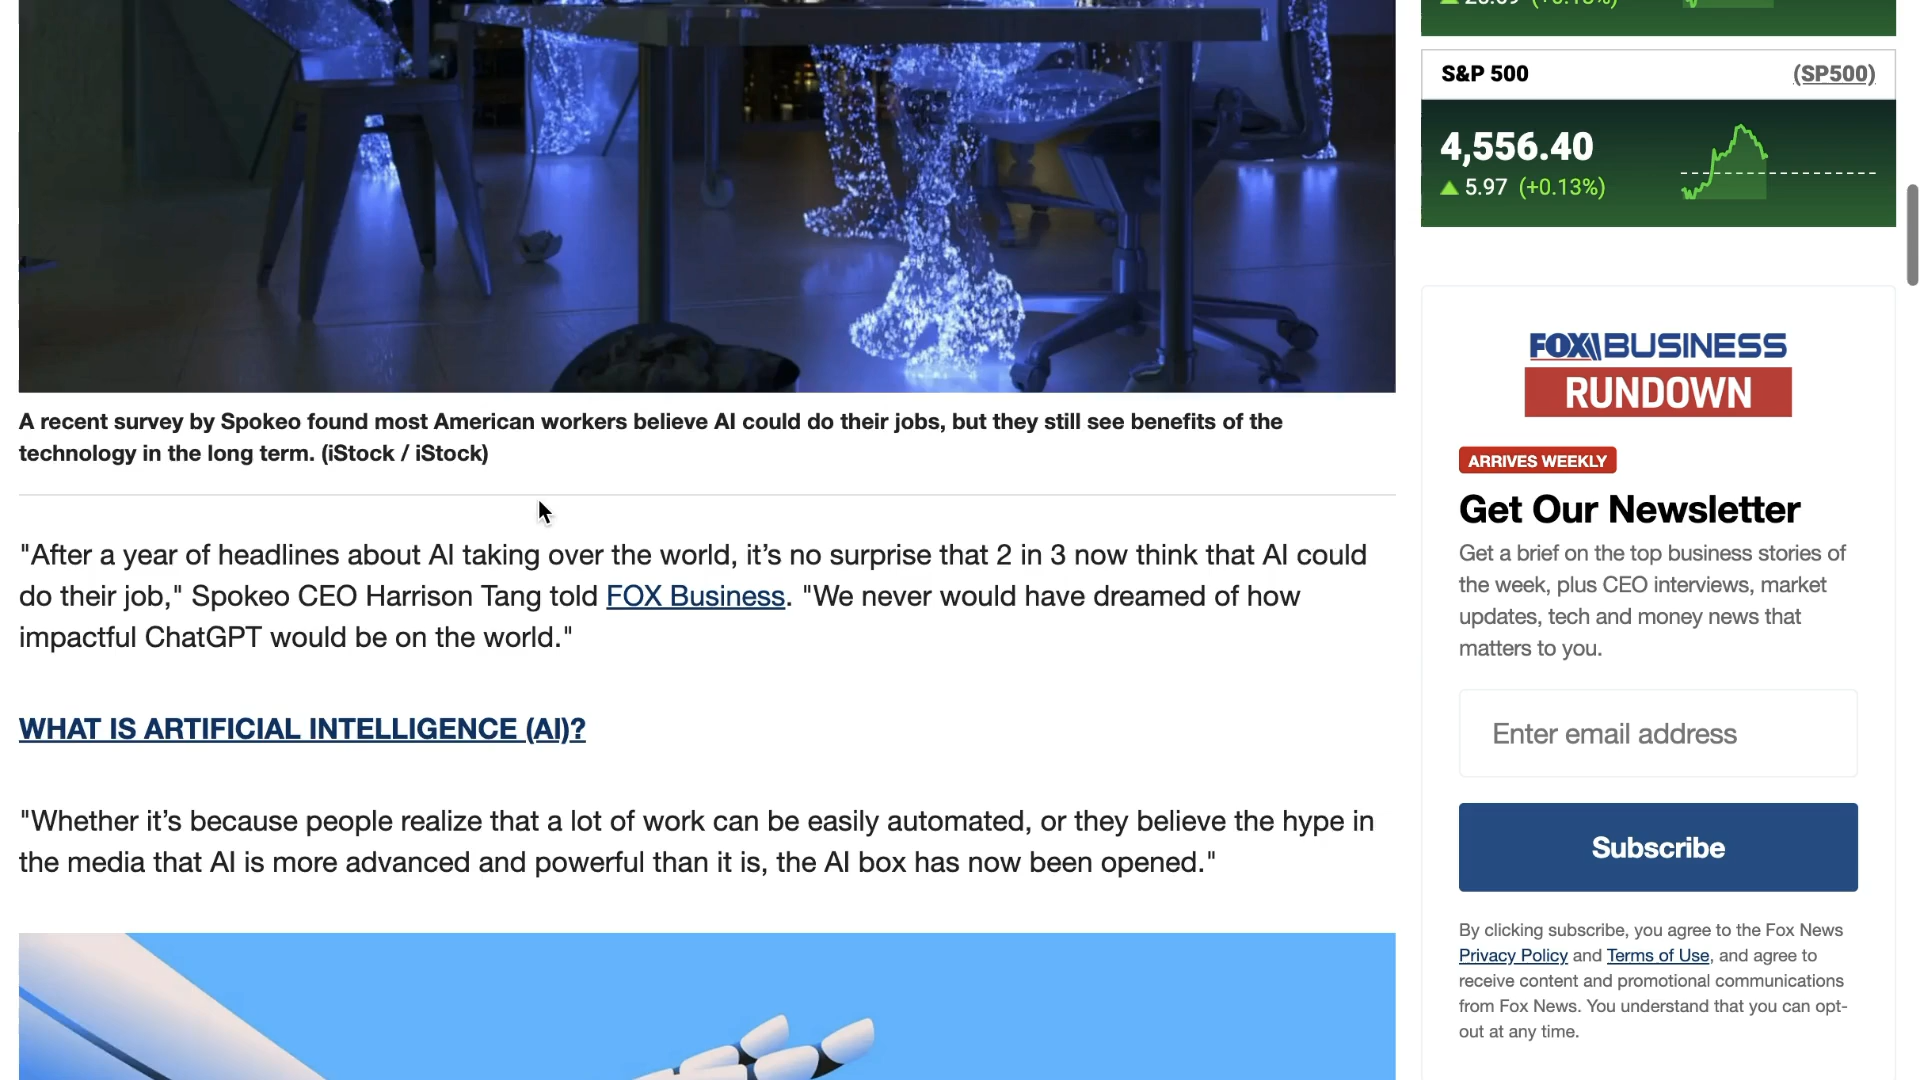 S&P 500
(SP500)
4,556.40
5.97 (+0.13%)
A recent survey by Spokeo found most American workers believe AI could do their jobs, but they still see benefits of the
technology in the long term. (iStock / iStock)
"After a year of headlines about AI taking over the world, it’s no surprise that 2 in 3 now think that AI could
do their job," Spokeo CEO Harrison Tang told FOX Business. "We never would have dreamed of how
impactful ChatGPT would be on the world."
WHAT IS ARTIFICIAL INTELLIGENCE (AI)?
"Whether it’s because people realize that a lot of work can be easily automated, or they believe the hype in
the media that AI is more advanced and powerful than it is, the AI box has now been opened."
FOX BUSINESS
RUNDOWN
ARRIVES WEEKLY
Get Our Newsletter
Get a brief on the top business stories of
the week, plus CEO interviews, market
updates, tech and money news that
matters to you.
Enter email address
Subscribe
By clicking subscribe, you agree to the Fox News
Privacy Policy and Terms of Use, and agree to
receive content and promotional communications
from Fox News. You understand that you can opt-
out at any time.